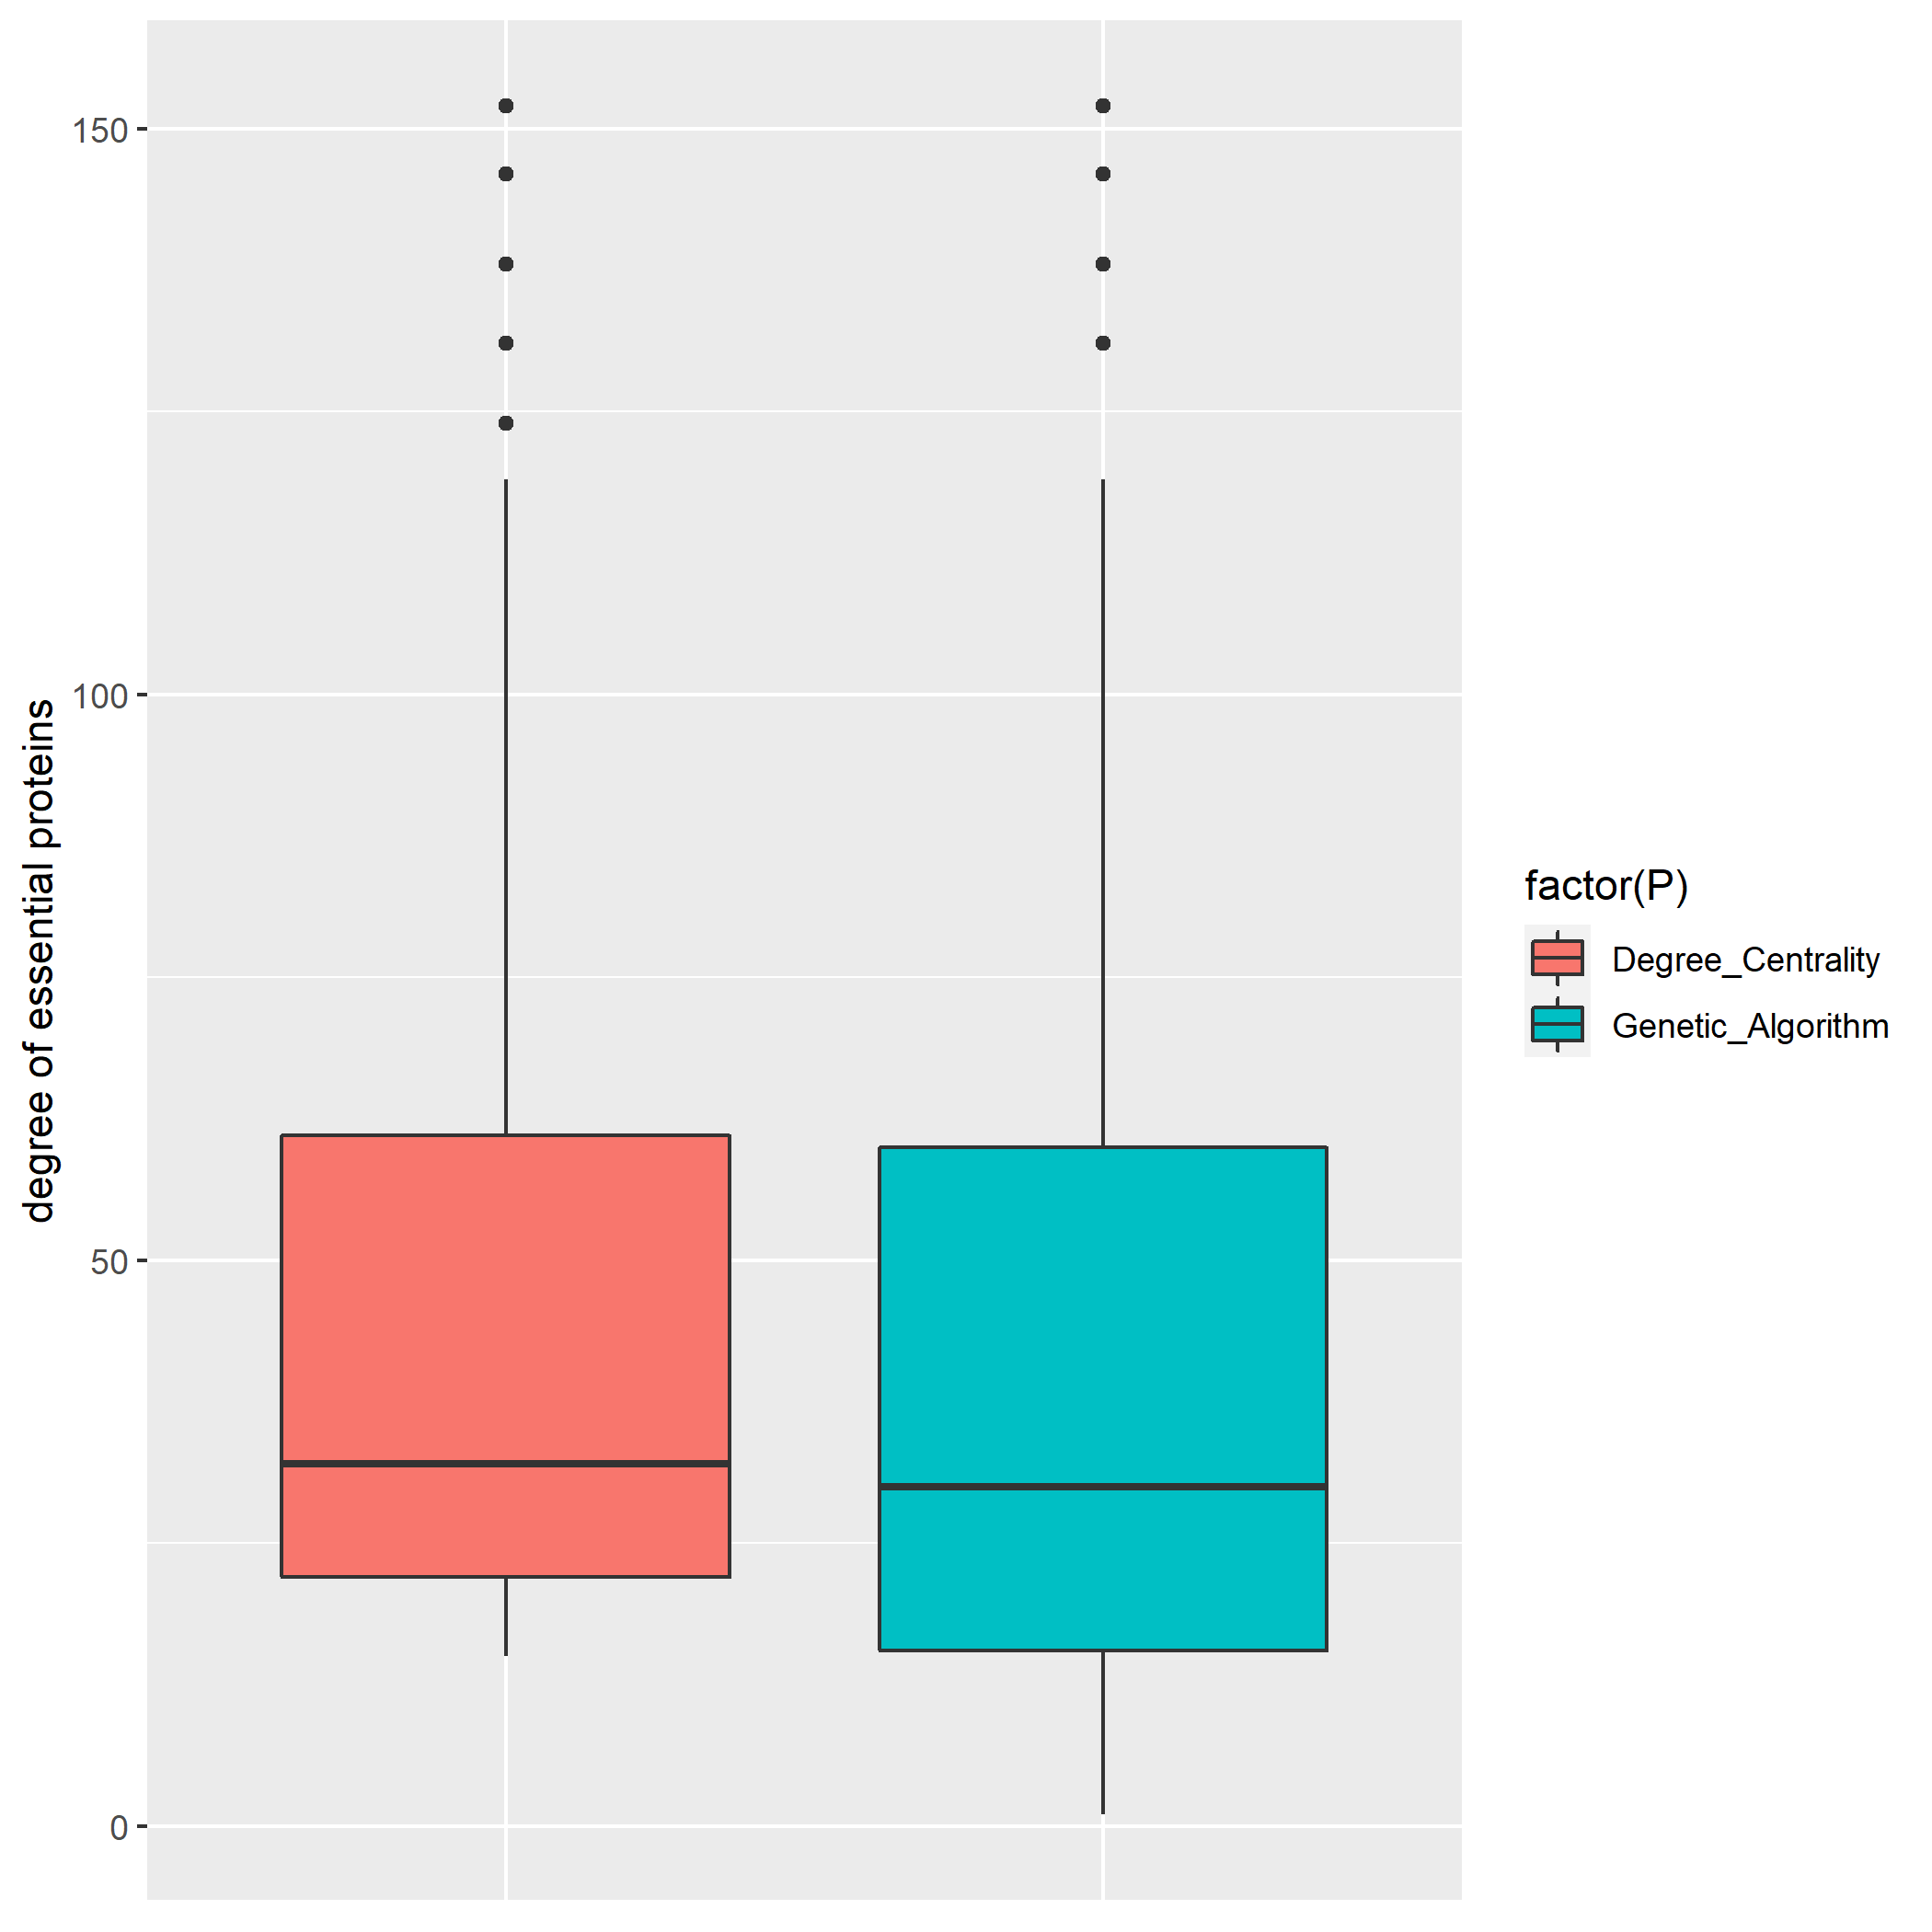 degree of essential proteins
150
100
50
0
factor(P)
Degree_Centrality
Genetic_Algorithm